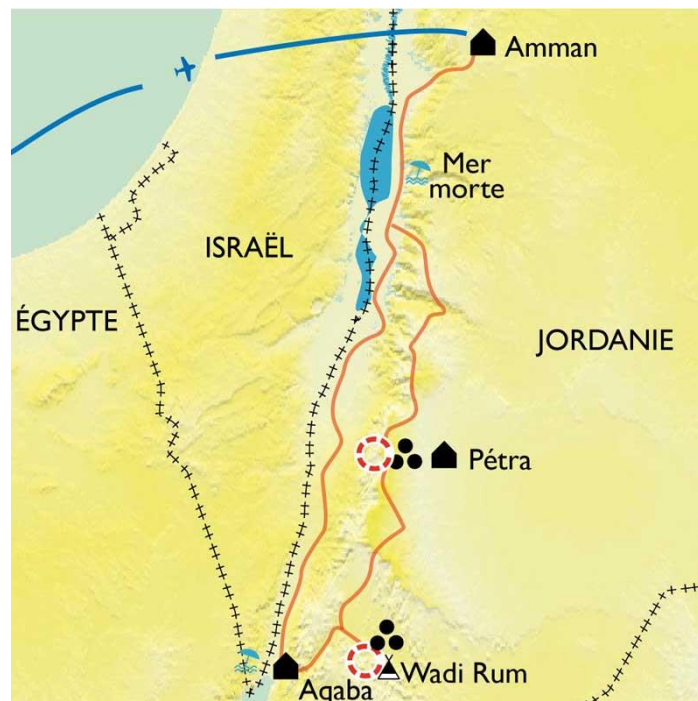 Amman
Mer
morte
ISRAËL
ÉGYPTE
JORDANIE
Pétra
Wadi Rum
Aqaba